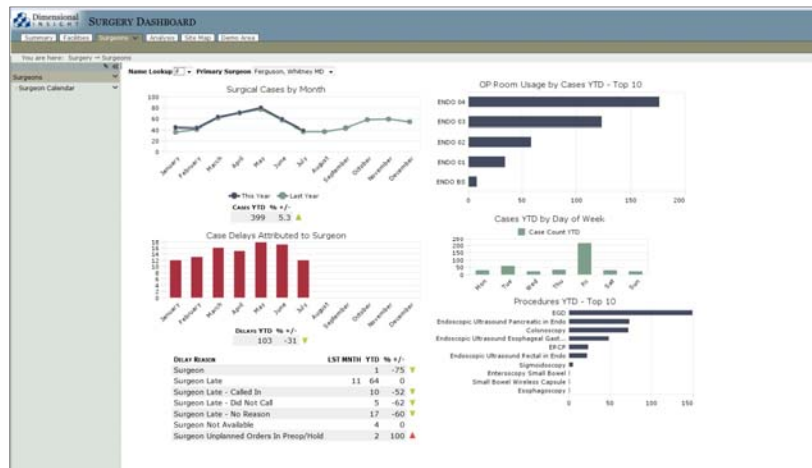 Dimensional
INSIGHT
SURGERY DASHBOARD
Summary Facilities Surgeons Analysis Site Map Demo Area
You are here: Surgery → Surgeons
Surgeons
Surgeon Calendar
Name Lookup F Primary Surgeon Ferguson, Whitney MD
Surgical Cases by Month
100
80
60
40
20
0
January February March April May June July August September October November December
This Year Last Year
CASES YTD % +/-
399 5.3
Case Delays Attributed to Surgeon
18
16
14
12
10
8
6
4
2
0
January February March April May June July August September October November December
DELAYS YTD % +/-
103 -31
DELAY REASON LST MNTH YTD % +/-
Surgeon 1 -75
Surgeon Late 11 64 0
Surgeon Late - Called In 10 -52
Surgeon Late - Did Not Call 5 -62
Surgeon Late - No Reason 17 -60
Surgeon Not Available 4 0
Surgeon Unplanned Orders In Preop/Hold 2 100
OP Room Usage by Cases YTD - Top 10
ENDO 04
ENDO 03
ENDO 02
ENDO 01
ENDO BS
0 50 100 150 200
Cases YTD by Day of Week
Case Count YTD
250
200
150
100
50
0
Mon Tue Wed Thu Fri Sat Sun
Procedures YTD - Top 10
EGD
Endoscopic Ultrasound Pancreatic in Endo
Colonoscopy
Endoscopic Ultrasound Esophageal Gast...
ERCP
Endoscopic Ultrasound Rectal in Endo
Sigmoidoscopy
Enteroscopy Small Bowel
Small Bowel Wireless Capsule
Esophagoscopy
0 50 100 150